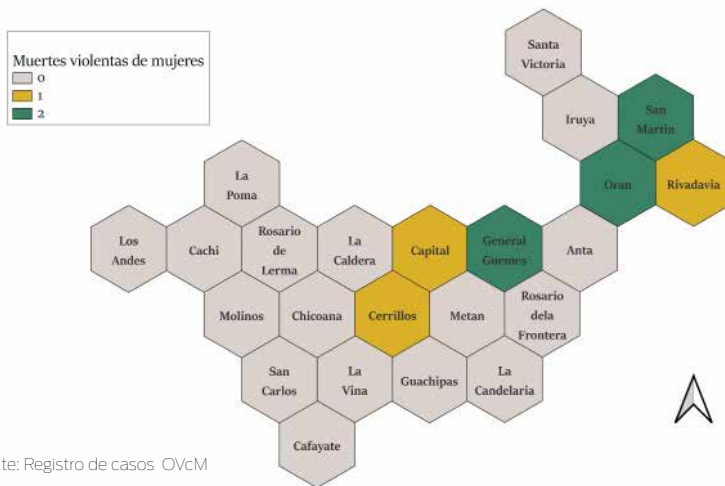 Muertes violentas de mujeres
0
1
2
Santa
Victoria
Iruya
San
Martin
Oran
Rivadavia
La
Poma
Los
Andes
Cachi
Rosario
de
Lerma
La
Caldera
Capital
General
Guemes
Anta
Molinos
Chicoana
Cerrillos
Metan
Rosario
dela
Frontera
San
Carlos
La
Vina
Guachipas
La
Candelaria
Cafayate
te: Registro de casos OVcM